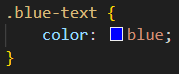 .blue-text {
    color: blue;
}